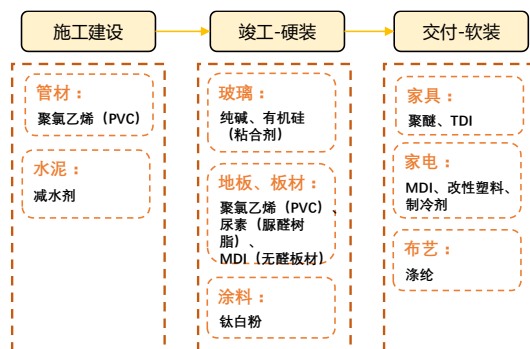 施工建设
竣工-硬装
交付-软装
管材：
聚氯乙烯（PVC）
水泥：
减水剂
玻璃：
纯碱、有机硅
（粘合剂）
地板、板材：
聚氯乙烯（PVC）、
尿素（脲醛树
脂）、
MDI（无醛板材）
涂料：
钛白粉
家具：
聚醚、TDI
家电：
MDI、改性塑料、
制冷剂
布艺：
涤纶